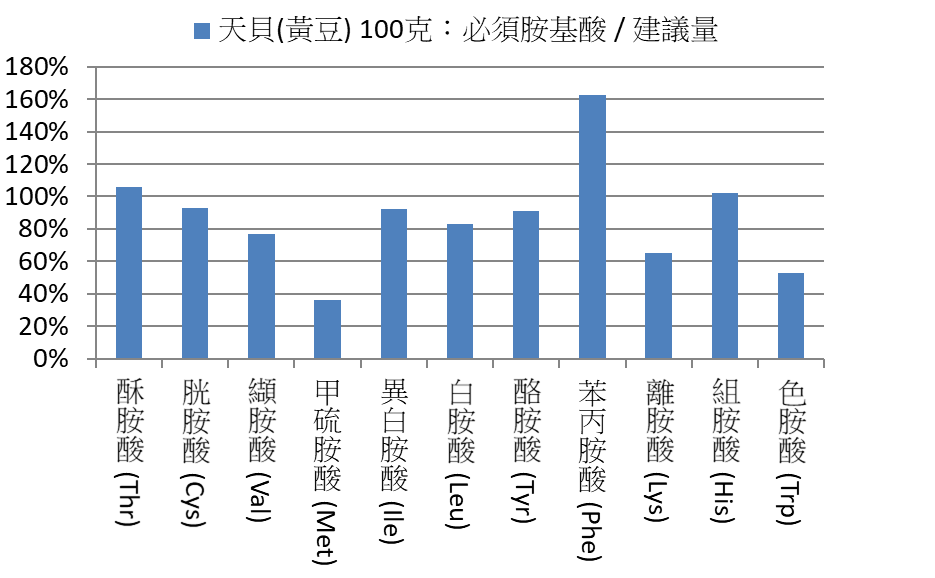 天貝(黃豆) 100克：必須胺基酸 / 建議量
180%
160%
140%
120%
100%
80%
60%
40%
20%
0%
酥胺酸 (Thr)
胱胺酸 (Cys)
纈胺酸 (Val)
甲硫胺酸 (Met)
異白胺酸 (Ile)
白胺酸 (Leu)
酪胺酸 (Tyr)
苯丙胺酸 (Phe)
離胺酸 (Lys)
組胺酸 (His)
色胺酸 (Trp)